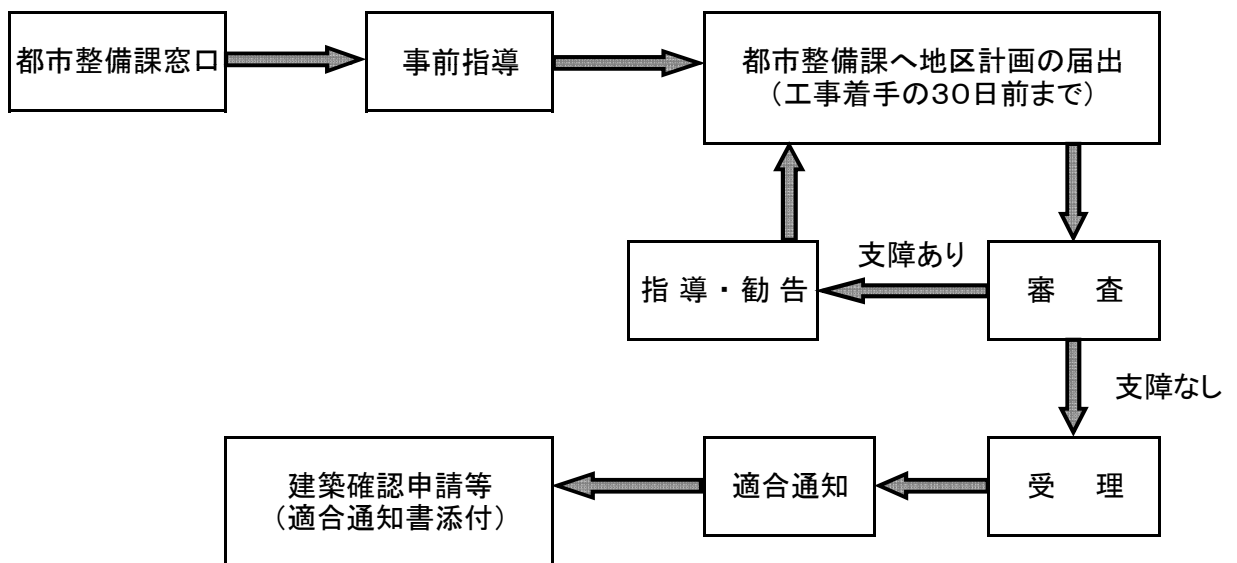 都市整備課窓口
事前指導
都市整備課へ地区計画の届出
（工事着手の30日前まで）
支障あり
指 導 ・ 勧 告
審　査
支障なし
建築確認申請等
（適合通知書添付）
適合通知
受　理